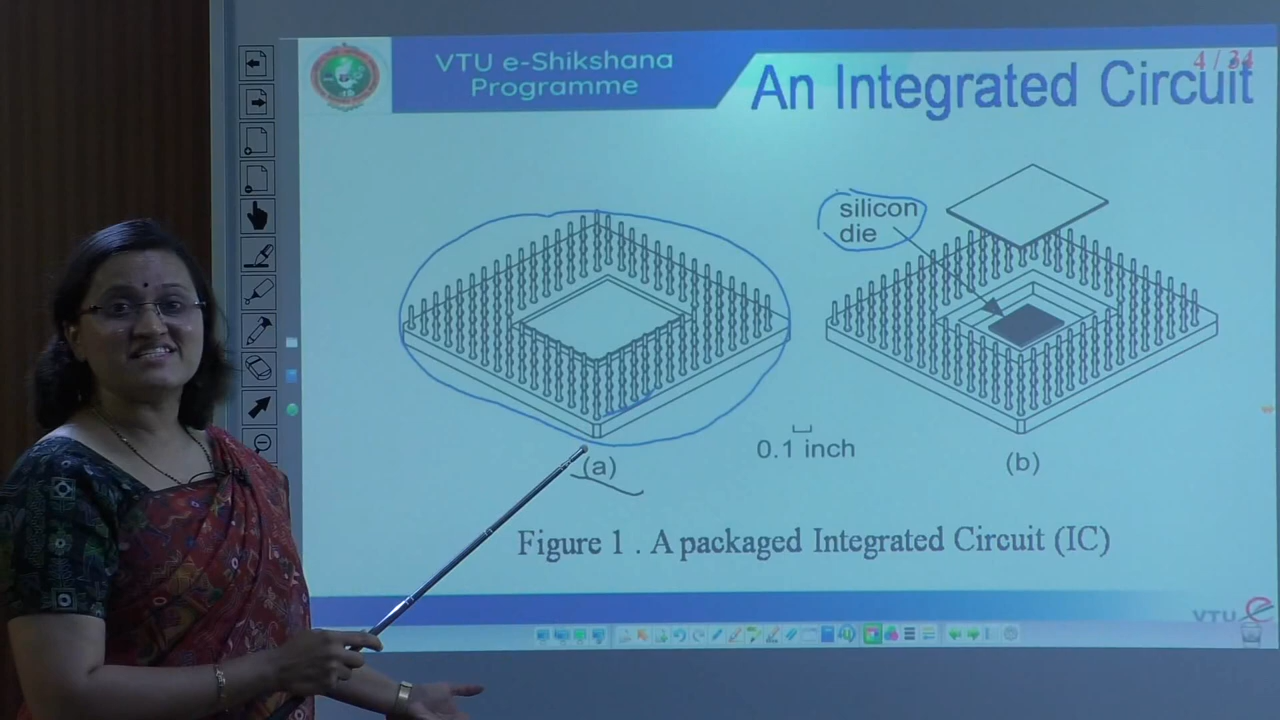 VTU e-Shikshana
Programme
An Integrated Circuit
4 / 34
silicon
die
0.1 inch
(a)
(b)
Figure 1 . A packaged Integrated Circuit (IC)
VTU e